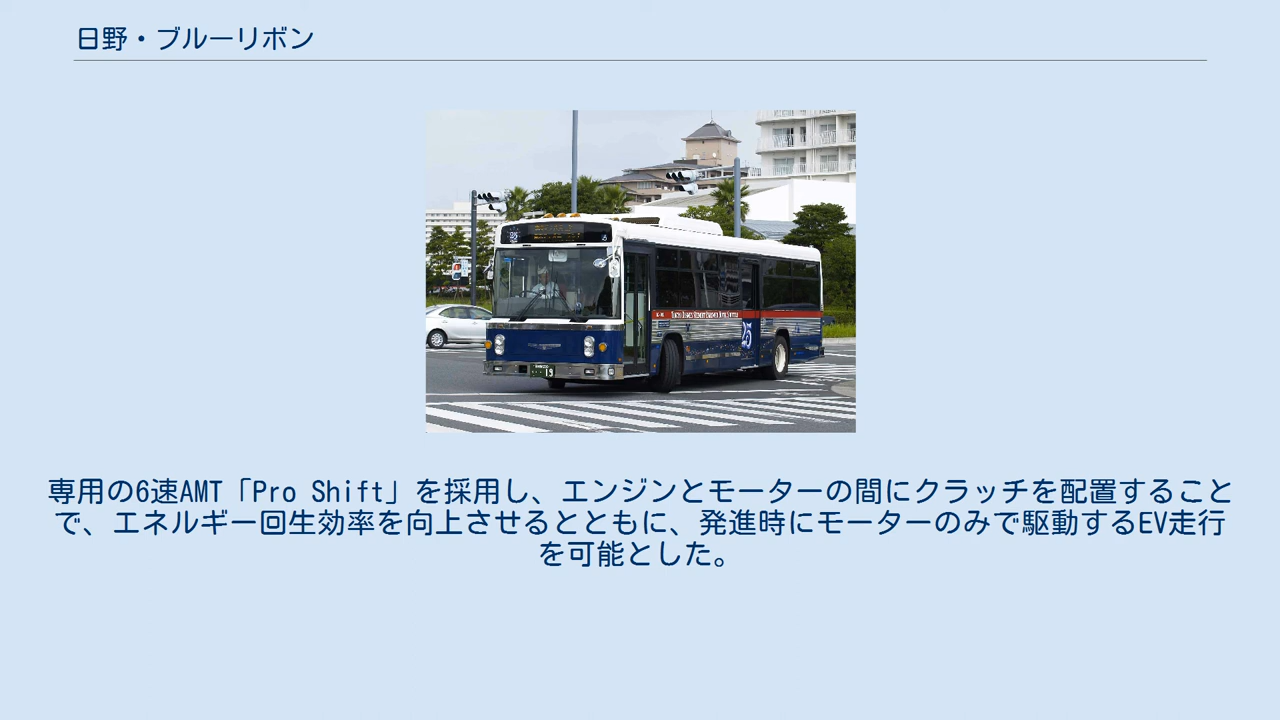 日野・ブルーリボン
25
19
専用の6速AMT「Pro Shift」を採用し、エンジンとモーターの間にクラッチを配置すること
で、エネルギー回生効率を向上させるとともに、発進時にモーターのみで駆動するEV走行
を可能とした。